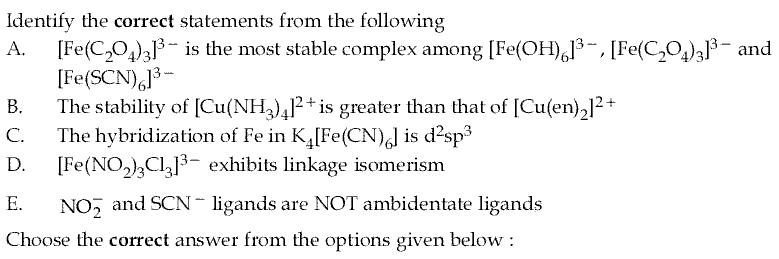 Identify the correct statements from the following
A. [Fe(C₂O₄)₃]³⁻ is the most stable complex among [Fe(OH)₆]³⁻, [Fe(C₂O₄)₃]³⁻ and
[Fe(SCN)₆]³⁻
B. The stability of [Cu(NH₃)₄]²⁺ is greater than that of [Cu(en)₂]²⁺
C. The hybridization of Fe in K₄[Fe(CN)₆] is d²sp³
D. [Fe(NO₂)₃Cl₃]³⁻ exhibits linkage isomerism
E. NO₂⁻ and SCN⁻ ligands are NOT ambidentate ligands
Choose the correct answer from the options given below :